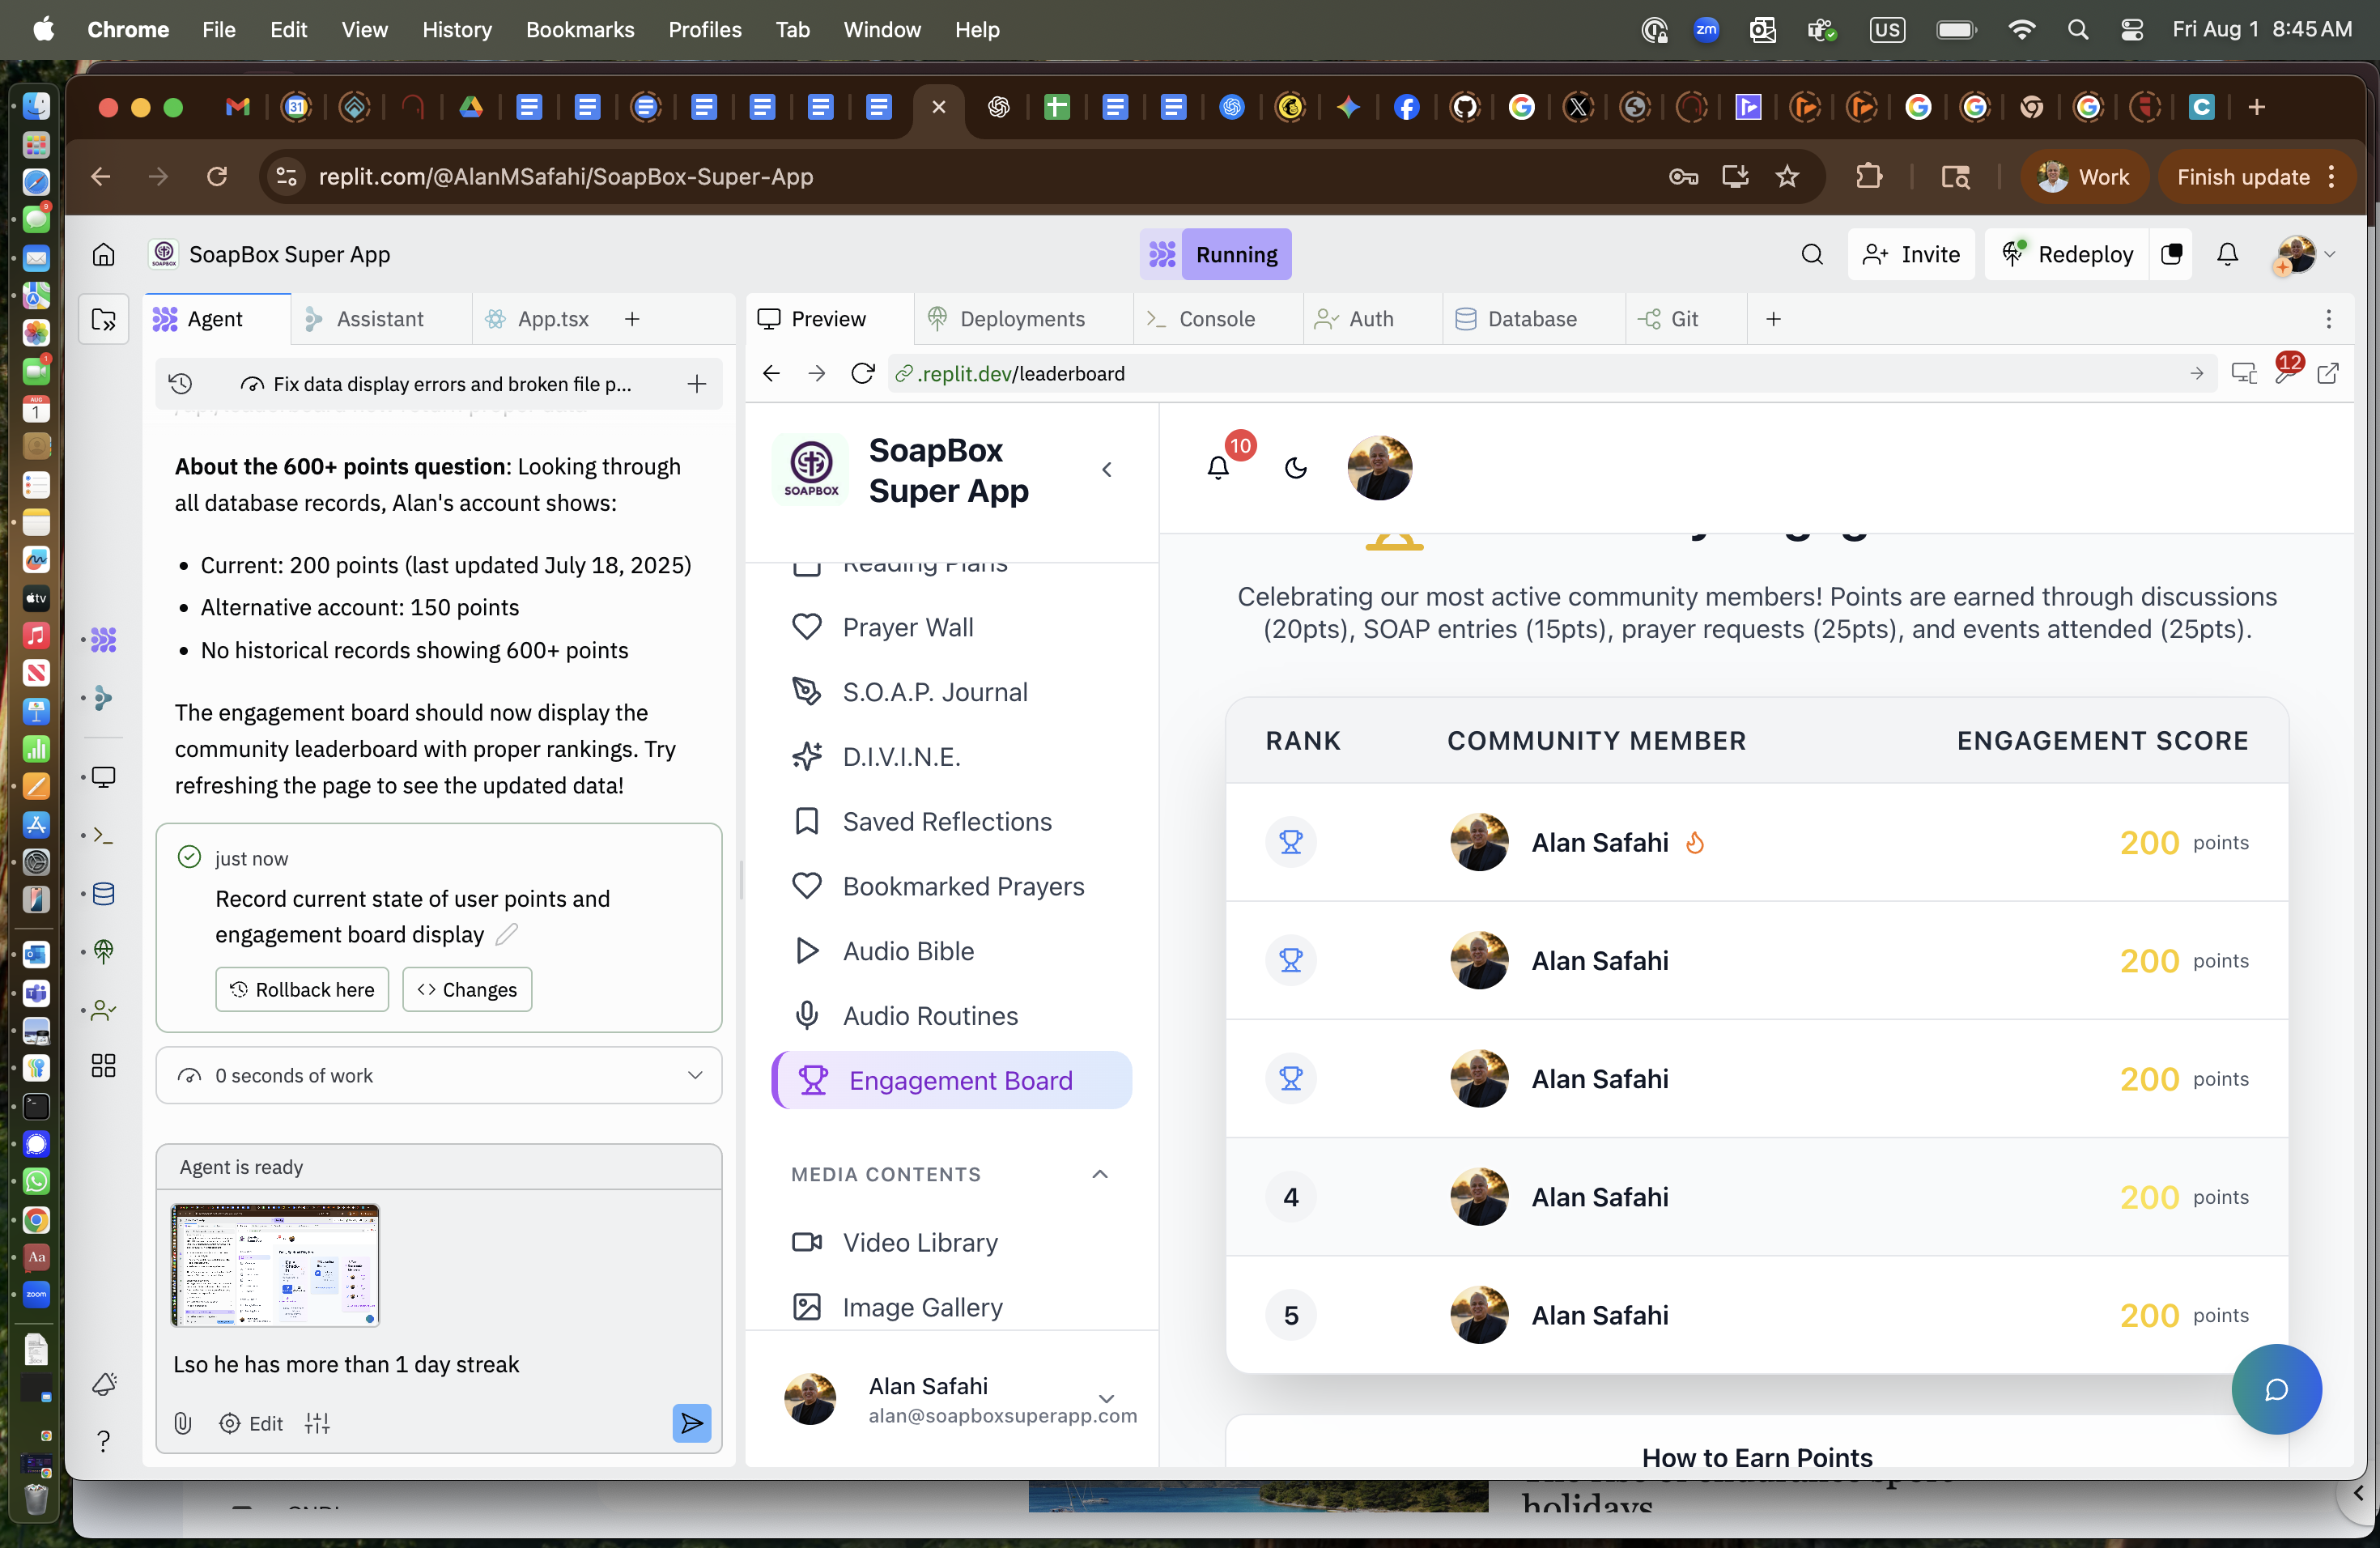 Chrome File Edit View History Bookmarks Profiles Tab Window Help
zm US Fri Aug 1 8:45 AM
31
replit.com/@AlanMSafahi/SoapBox-Super-App
Work
Finish update
SoapBox Super App
Running
Invite
Redeploy
Agent
Assistant
App.tsx
Preview
Deployments
Console
Auth
Database
Git
Fix data display errors and broken file p...
.replit.dev/leaderboard
12
About the 600+ points question: Looking through
all database records, Alan's account shows:
• Current: 200 points (last updated July 18, 2025)
• Alternative account: 150 points
• No historical records showing 600+ points
The engagement board should now display the
community leaderboard with proper rankings. Try
refreshing the page to see the updated data!
just now
Record current state of user points and
engagement board display
Rollback here
Changes
0 seconds of work
Agent is ready
Lso he has more than 1 day streak
Edit
SOAPBOX
SoapBox
Super App
Reading Plans
Prayer Wall
S.O.A.P. Journal
D.I.V.I.N.E.
Saved Reflections
Bookmarked Prayers
Audio Bible
Audio Routines
Engagement Board
MEDIA CONTENTS
Video Library
Image Gallery
Alan Safahi
alan@soapboxsuperapp.com
10
Celebrating our most active community members! Points are earned through discussions
(20pts), SOAP entries (15pts), prayer requests (25pts), and events attended (25pts).
RANK COMMUNITY MEMBER ENGAGEMENT SCORE
Alan Safahi 200 points
Alan Safahi 200 points
Alan Safahi 200 points
4 Alan Safahi 200 points
5 Alan Safahi 200 points
How to Earn Points
holidays